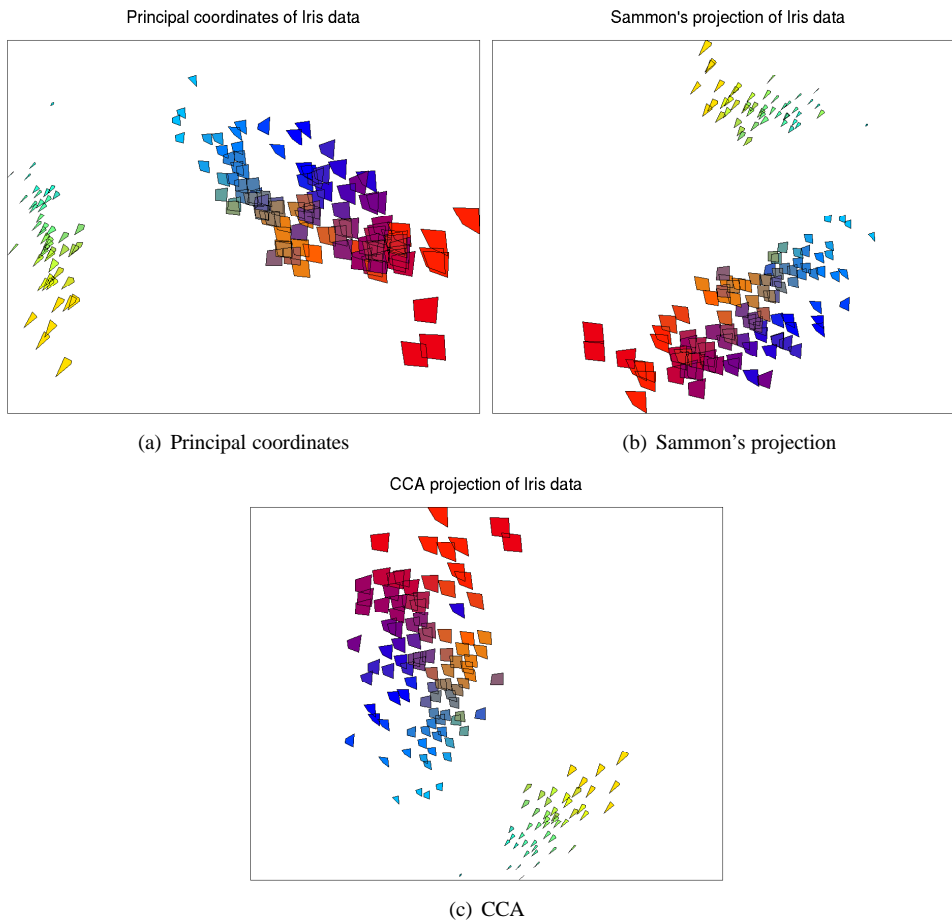 Principal coordinates of Iris data
Sammon's projection of Iris data
(a) Principal coordinates
(b) Sammon's projection
CCA projection of Iris data
(c) CCA